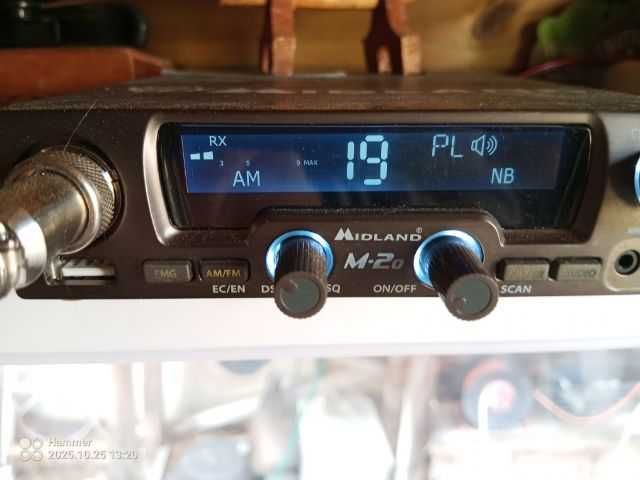 RX
19
PL
3 5 9 MAX
AM
NB
MIDLAND®
M-20
EMG
AM/FM
EC/EN
SQ
ON/OFF
SCAN
Hammer
2025.10.25 13:20